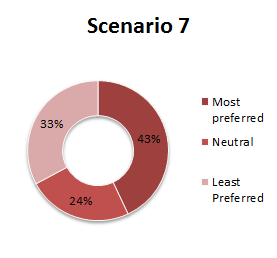 Scenario 7
33%
43%
24%
Most
preferred
Neutral
Least
Preferred